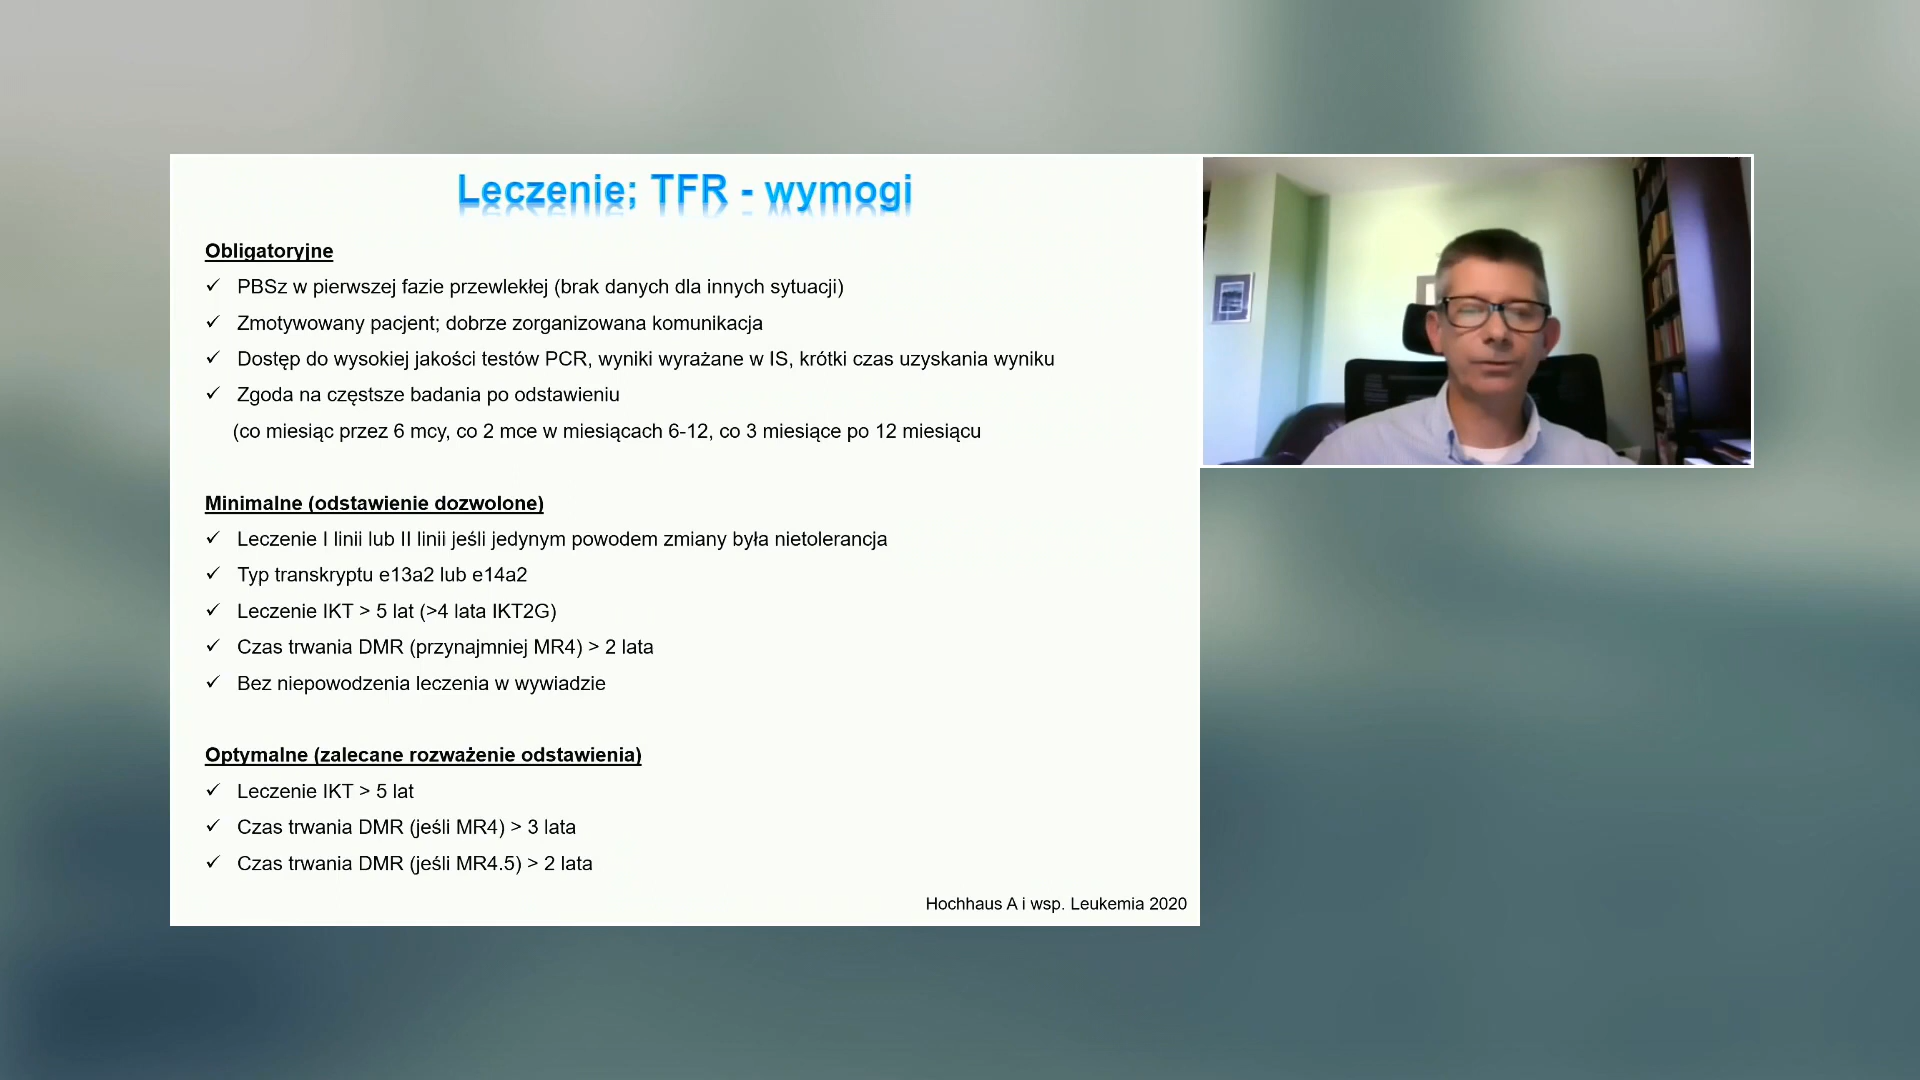 Leczenie; TFR - wymogi
Obligatoryjne
✓ PBSz w pierwszej fazie przewlekłej (brak danych dla innych sytuacji)
✓ Zmotywowany pacjent; dobrze zorganizowana komunikacja
✓ Dostęp do wysokiej jakości testów PCR, wyniki wyrażane w IS, krótki czas uzyskania wyniku
✓ Zgoda na częstsze badania po odstawieniu
(co miesiąc przez 6 mcy, co 2 mce w miesiącach 6-12, co 3 miesiące po 12 miesiącu
Minimalne (odstawienie dozwolone)
✓ Leczenie I linii lub II linii jeśli jedynym powodem zmiany była nietolerancja
✓ Typ transkryptu e13a2 lub e14a2
✓ Leczenie IKT > 5 lat (>4 lata IKT2G)
✓ Czas trwania DMR (przynajmniej MR4) > 2 lata
✓ Bez niepowodzenia leczenia w wywiadzie
Optymalne (zalecane rozważenie odstawienia)
✓ Leczenie IKT > 5 lat
✓ Czas trwania DMR (jeśli MR4) > 3 lata
✓ Czas trwania DMR (jeśli MR4.5) > 2 lata
Hochhaus A i wsp. Leukemia 2020